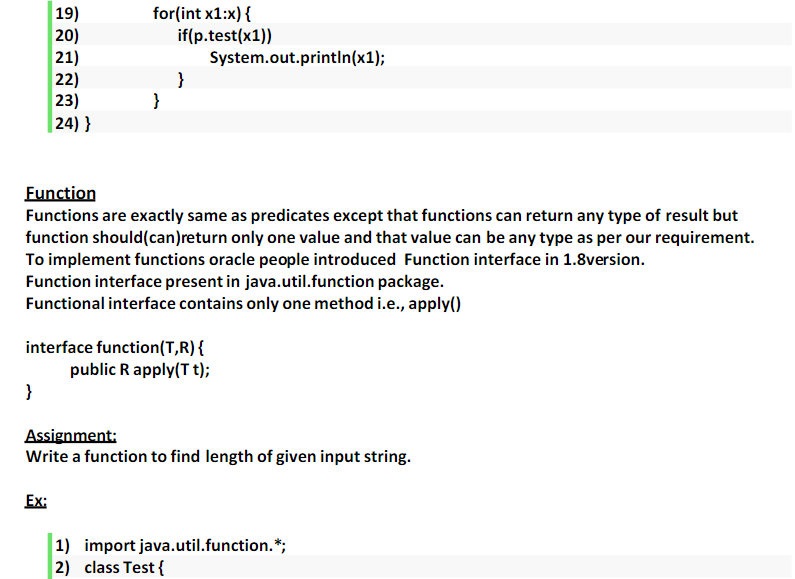 19) for(int x1:x) {
20) if(p.test(x1))
21) System.out.println(x1);
22) }
23) }
24) }
Function
Functions are exactly same as predicates except that functions can return any type of result but
function should(can)return only one value and that value can be any type as per our requirement.
To implement functions oracle people introduced Function interface in 1.8version.
Function interface present in java.util.function package.
Functional interface contains only one method i.e., apply()
interface function(T,R) {
public R apply(T t);
}
Assignment:
Write a function to find length of given input string.
Ex:
1) import java.util.function.*;
2) class Test {